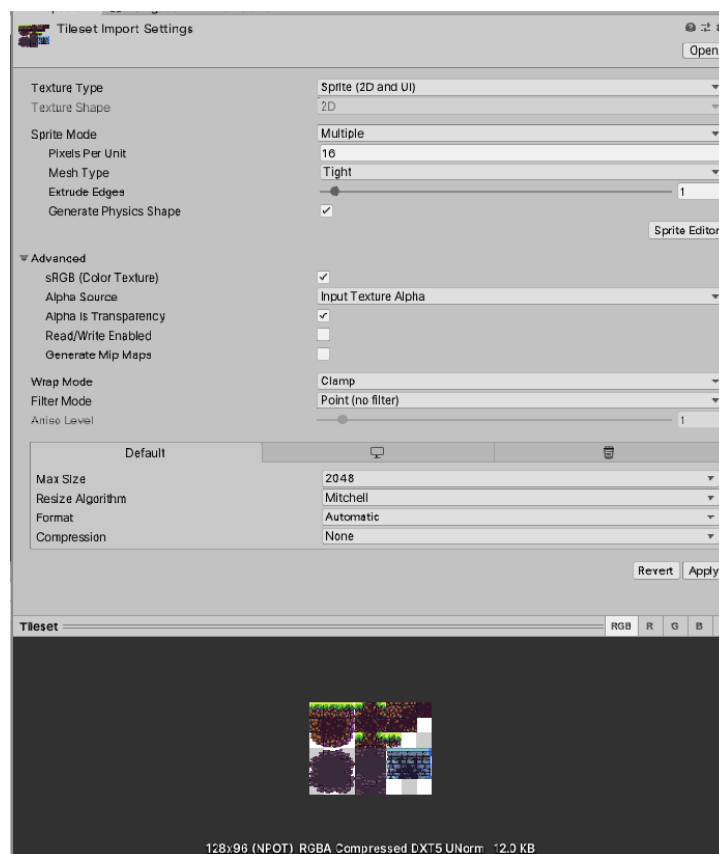 Tileset Import Settings
Open
Texture Type Sprite (2D and UI)
Texture Shape 2D
Sprite Mode Multiple
Pixels Per Unit 16
Mesh Type Tight
Extrude Edges 1
Generate Physics Shape
Sprite Editor
Advanced
sRGB (Color Texture)
Alpha Source Input Texture Alpha
Alpha Is Transparency
Read/Write Enabled
Generate Mip Maps
Wrap Mode Clamp
Filter Mode Point (no filter)
Aniso Level 1
Default
Max Size 2048
Resize Algorithm Mitchell
Format Automatic
Compression None
Revert Apply
Tileset RGB R G B
128x96 (NPOT) RGBA Compressed DXT5 UNorm 12.0 KB